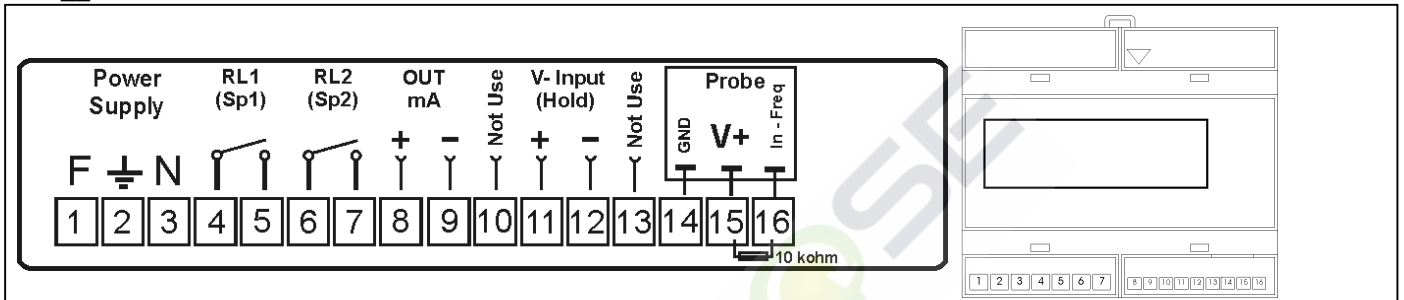 Power Supply
RL1 (Sp1)
RL2 (Sp2)
OUT mA
Not Use
V- Input (Hold)
Not Use
Probe
GND
V+
In - Freq
+ − + −
F N
1 2 3 4 5 6 7 8 9 10 11 12 13 14 15 16
10 kohm
1 2 3 4 5 6 7
8 9 10 11 12 13 14 15 16
SE